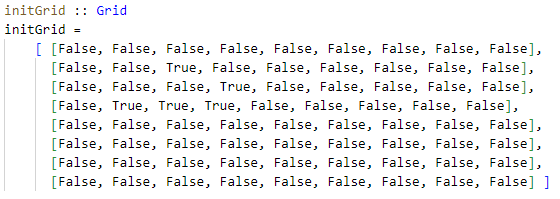 initGrid :: Grid
initGrid =
    [ [False, False, False, False, False, False, False, False, False],
      [False, False, True, False, False, False, False, False, False],
      [False, False, False, True, False, False, False, False, False],
      [False, True, True, True, False, False, False, False, False],
      [False, False, False, False, False, False, False, False, False],
      [False, False, False, False, False, False, False, False, False],
      [False, False, False, False, False, False, False, False, False],
      [False, False, False, False, False, False, False, False, False] ]